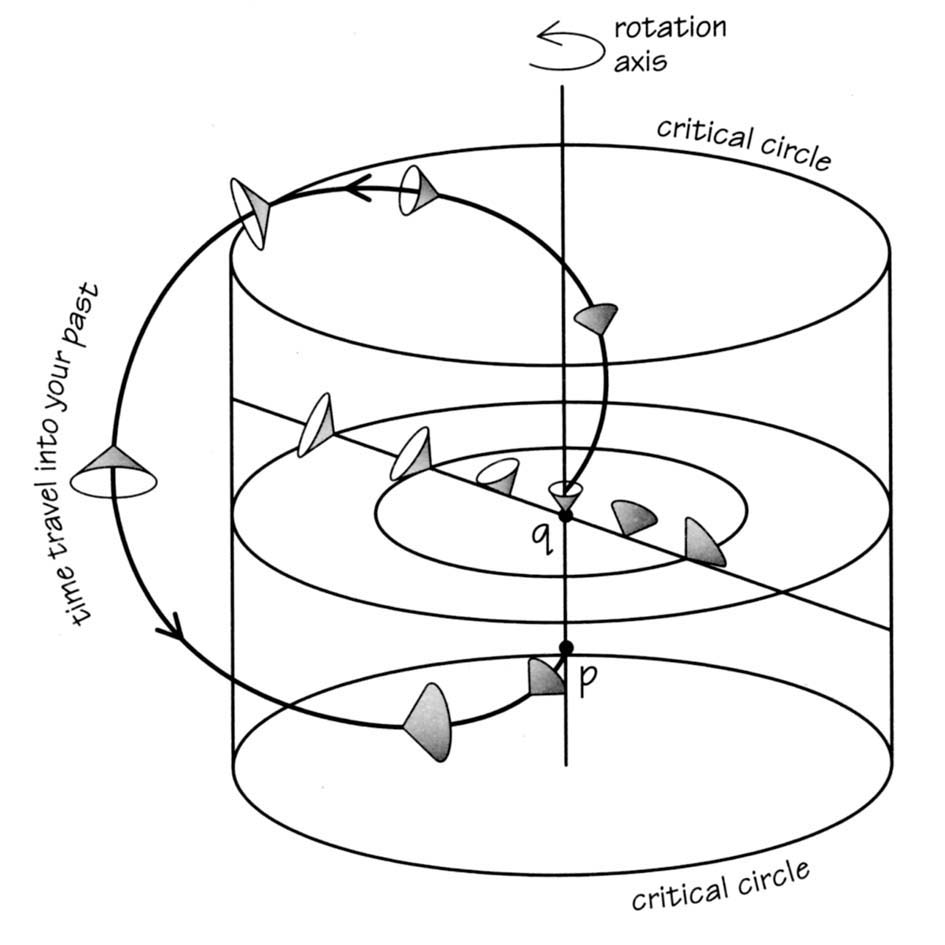 rotation
axis
critical circle
time travel into your past
q
p
critical circle